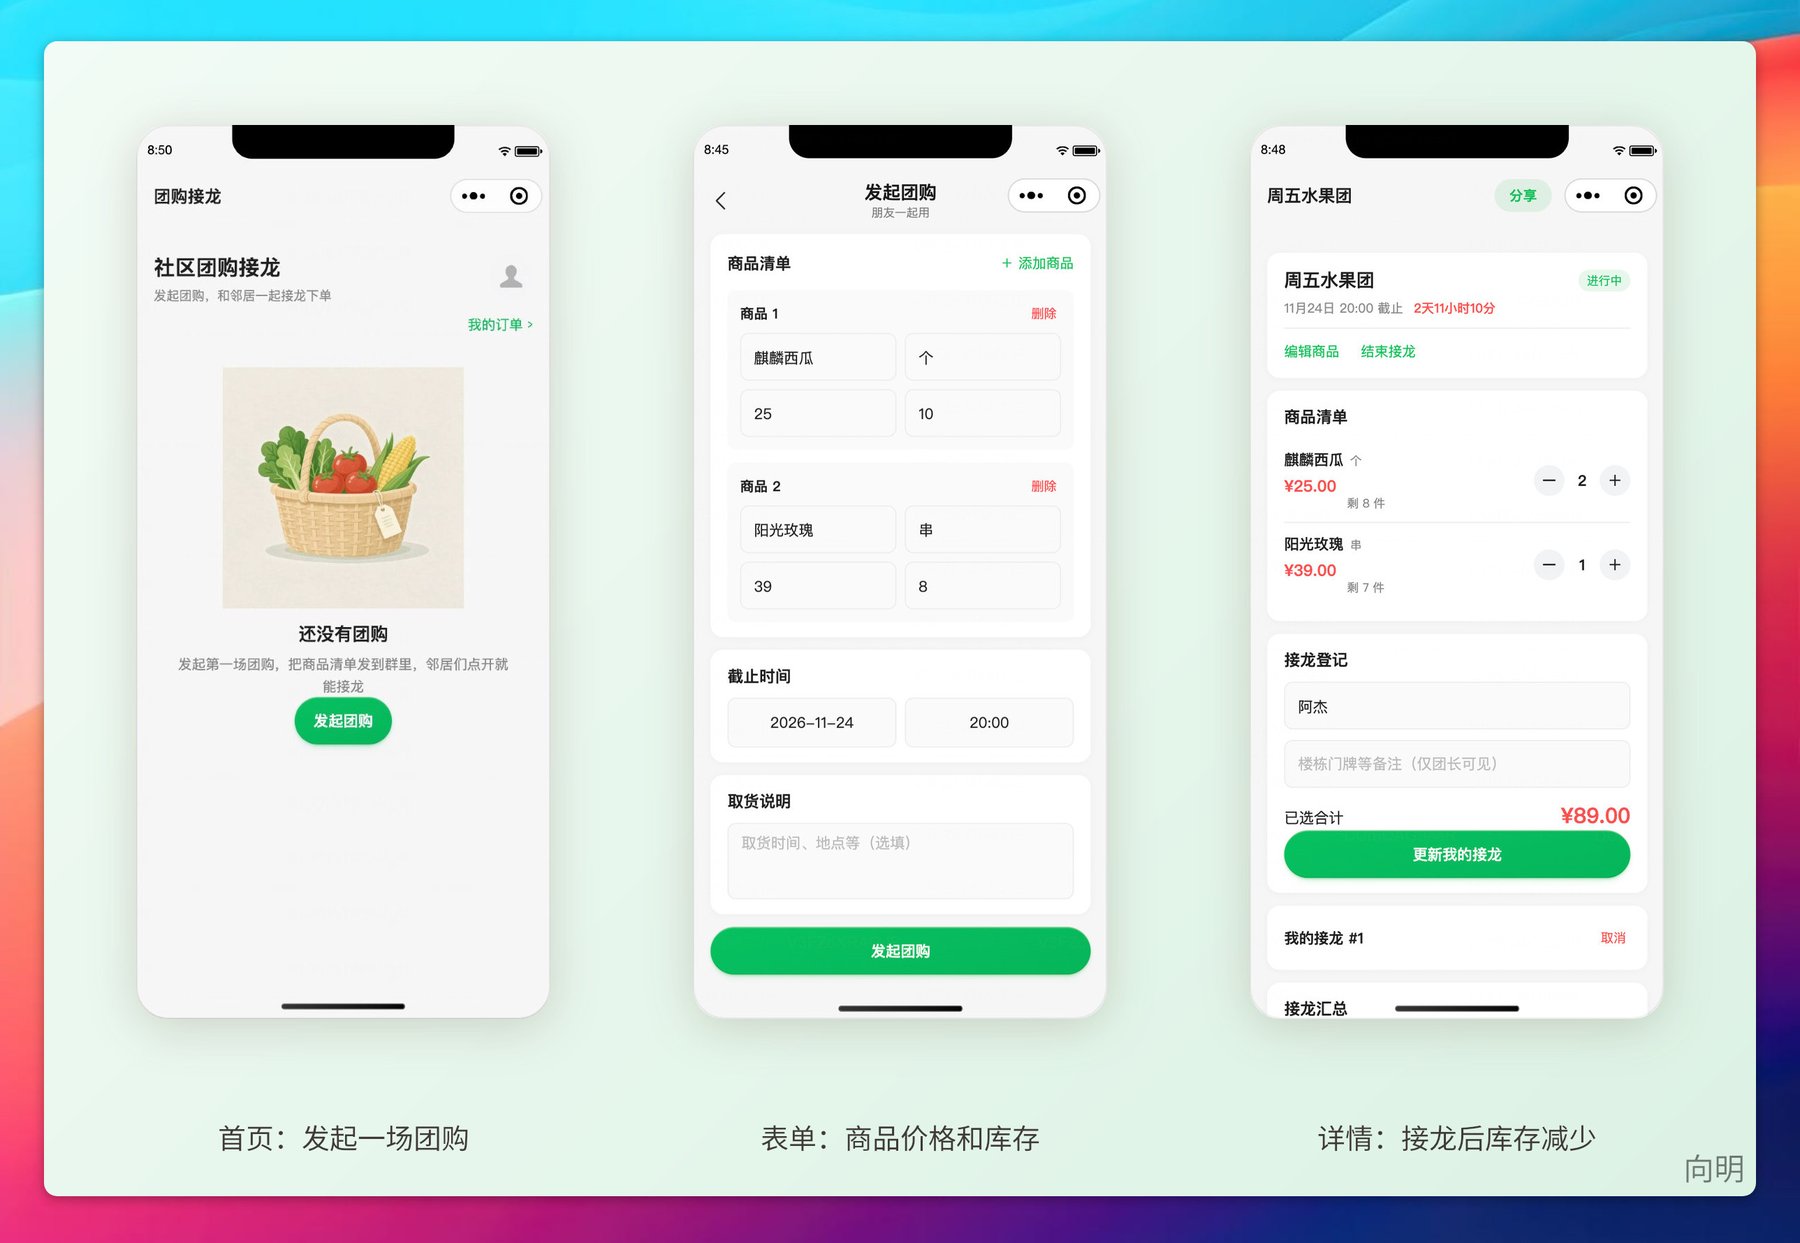 8:50
团购接龙
社区团购接龙
发起团购，和邻居一起接龙下单
我的订单 >
还没有团购
发起第一场团购，把商品清单发到群里，邻居们点开就
能接龙
发起团购
首页：发起一场团购
8:45
发起团购
朋友一起用
商品清单
+ 添加商品
商品 1
删除
麒麟西瓜
个
25
10
商品 2
删除
阳光玫瑰
串
39
8
截止时间
2026-11-24
20:00
取货说明
取货时间、地点等（选填）
发起团购
表单：商品价格和库存
8:48
周五水果团
分享
周五水果团
进行中
11月24日 20:00 截止 2天11小时10分
编辑商品 结束接龙
商品清单
麒麟西瓜 个
¥25.00
剩 8 件
2
阳光玫瑰 串
¥39.00
剩 7 件
1
接龙登记
阿杰
楼栋门牌等备注（仅团长可见）
已选合计
¥89.00
更新我的接龙
我的接龙 #1
取消
接龙汇总
详情：接龙后库存减少
向明